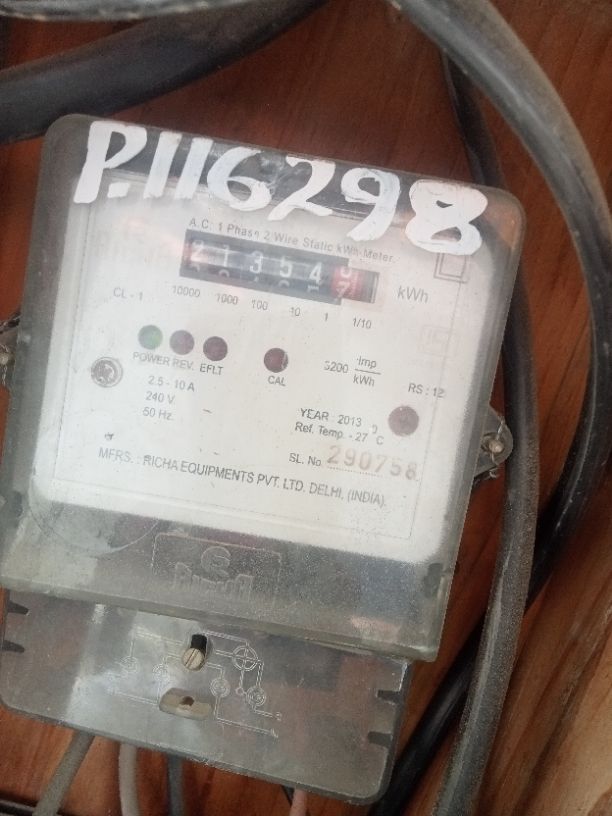 P.116298
A.C. 1 Phase 2 Wire Static kWh Meter.
2 1 3 5 4
kWh
CL - 1 10000 1000 100 10 1 1/10
POWER REV. EFLT
CAL
3200 imp/kWh
RS : 12
2.5 - 10 A
240 V.
50 Hz.
YEAR : 2013
Ref. Temp. - 27 °C
SL. No. 290758
MFRS. : RICHA EQUIPMENTS PVT. LTD. DELHI. (INDIA).